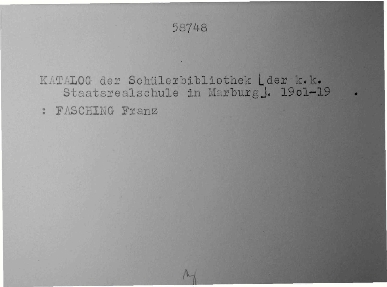 58748
KATALOG der Schülerbibliothek [der k.k.
Staatsrealschule in Marburg]. 1901-19 .
: FASCHING Franz